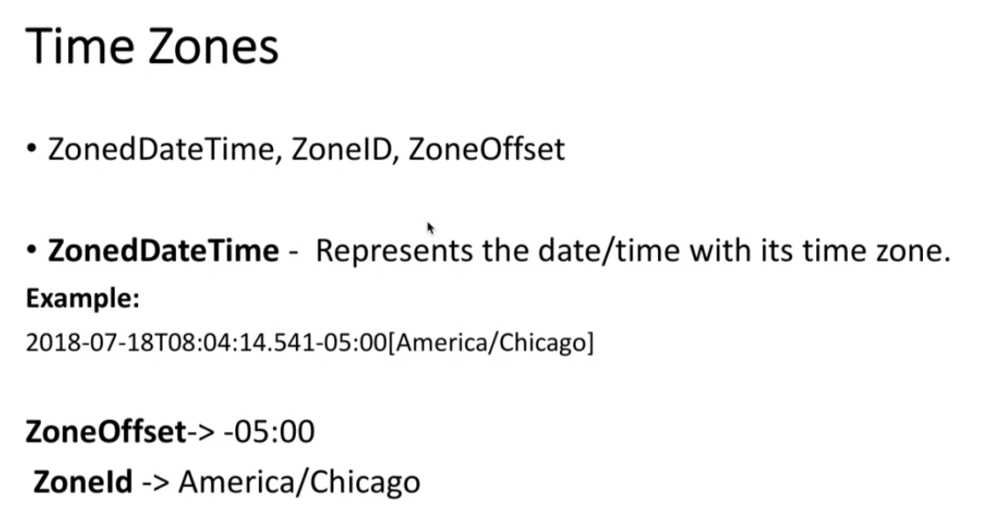 Time Zones
• ZonedDateTime, ZoneID, ZoneOffset
• ZonedDateTime - Represents the date/time with its time zone.
Example:
2018-07-18T08:04:14.541-05:00[America/Chicago]
ZoneOffset-> -05:00
ZoneId -> America/Chicago